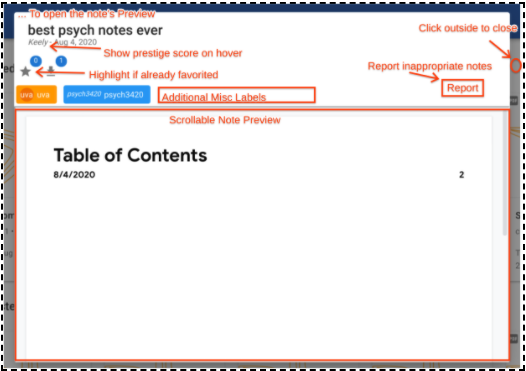 ... To open the note's Preview
best psych notes ever
Click outside to close
Keely · Aug 4, 2020
Show prestige score on hover
0
1
Report inappropriate notes
Highlight if already favorited
Report
uva uva
psych3420 psych3420
Additional Misc Labels
Scrollable Note Preview
Table of Contents
8/4/2020
2